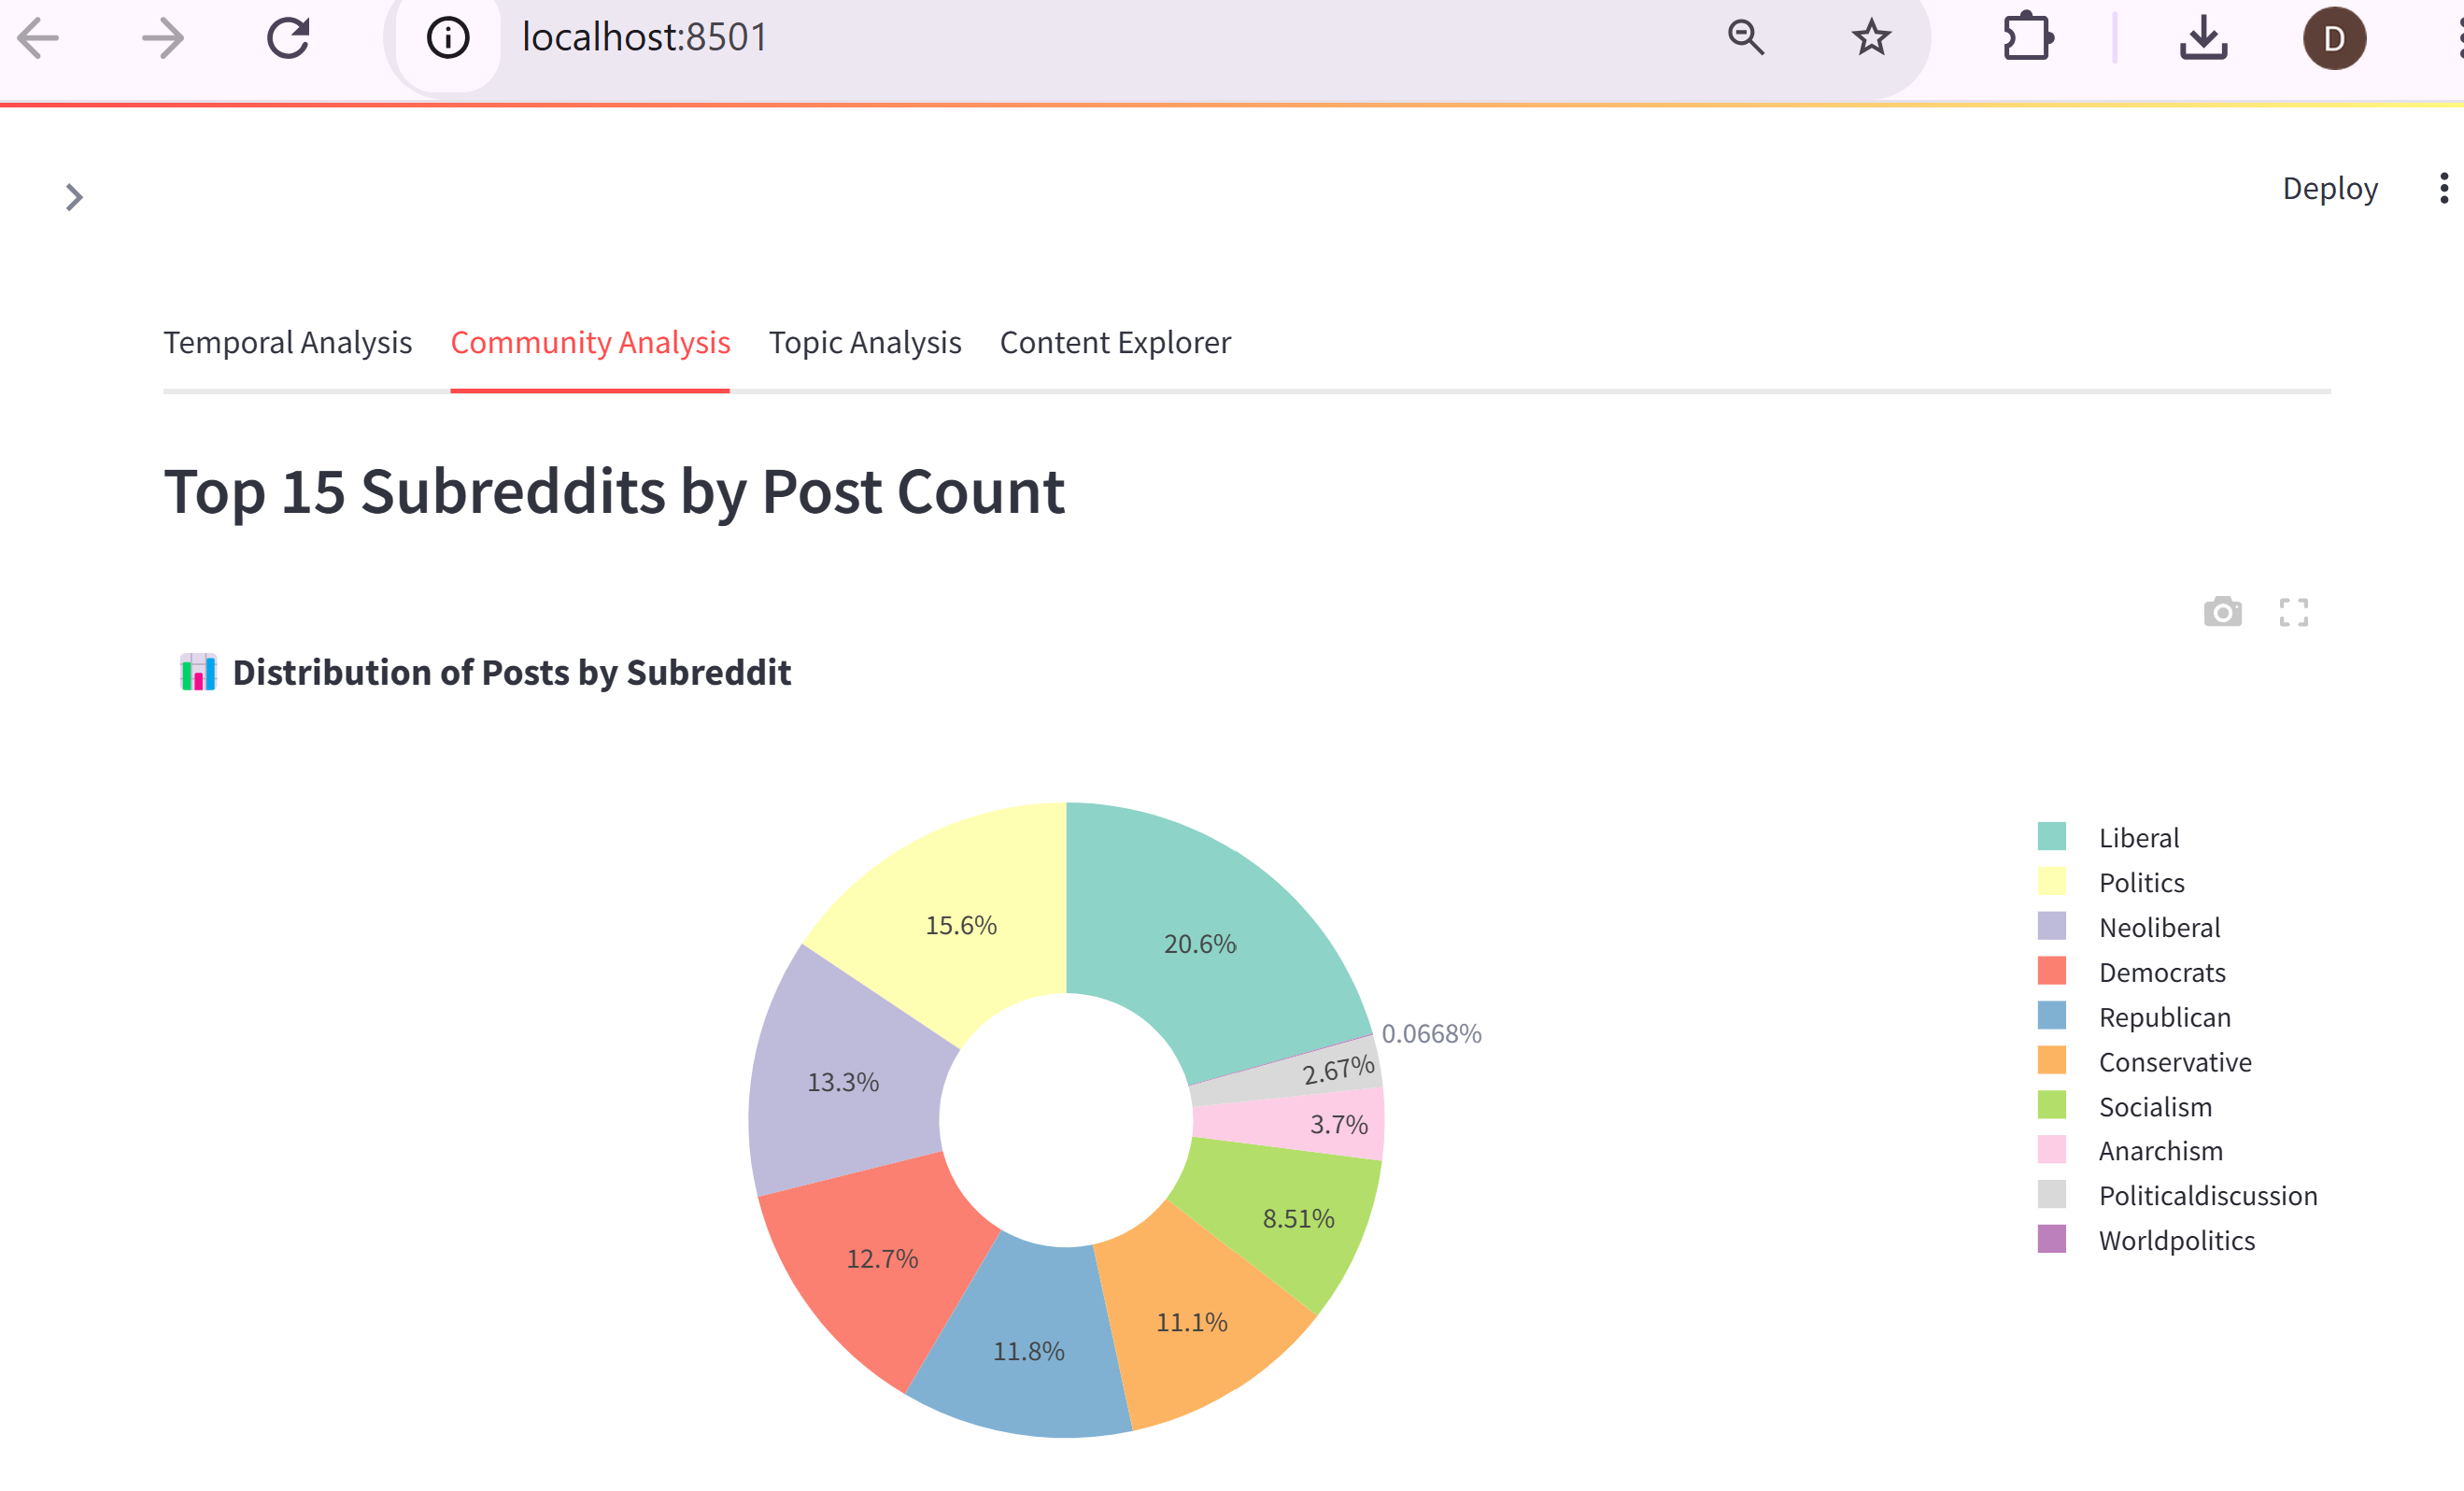 localhost:8501
D
Deploy
Temporal Analysis Community Analysis Topic Analysis Content Explorer
Top 15 Subreddits by Post Count
Distribution of Posts by Subreddit
15.6%
20.6%
0.0668%
2.67%
13.3%
3.7%
8.51%
12.7%
11.1%
11.8%
Liberal
Politics
Neoliberal
Democrats
Republican
Conservative
Socialism
Anarchism
Politicaldiscussion
Worldpolitics